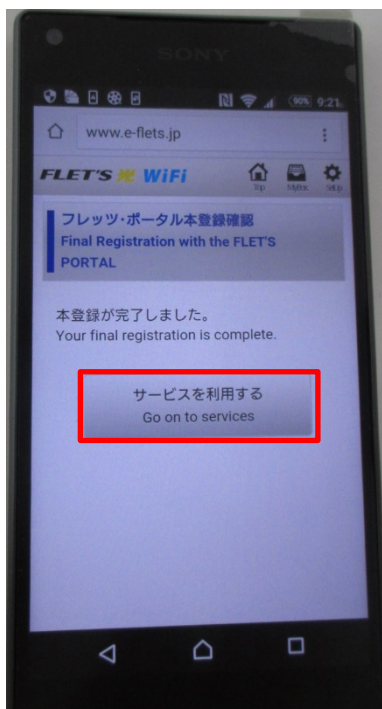 SONY
90% 9:21
www.e-flets.jp
FLET'S 光 WiFi
Top MyBox SetUp
フレッツ・ポータル本登録確認
Final Registration with the FLET'S
PORTAL
本登録が完了しました。
Your final registration is complete.
サービスを利用する
Go on to services